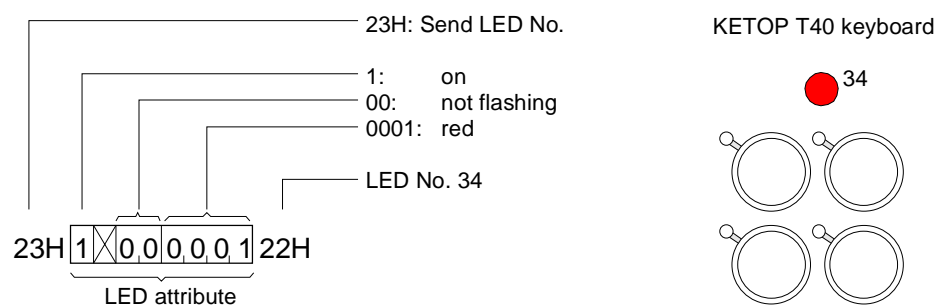 23H: Send LED No.
1: on
00: not flashing
0001: red
LED No. 34
23H 1 0 0 0 0 0 1 22H
LED attribute
KETOP T40 keyboard
34